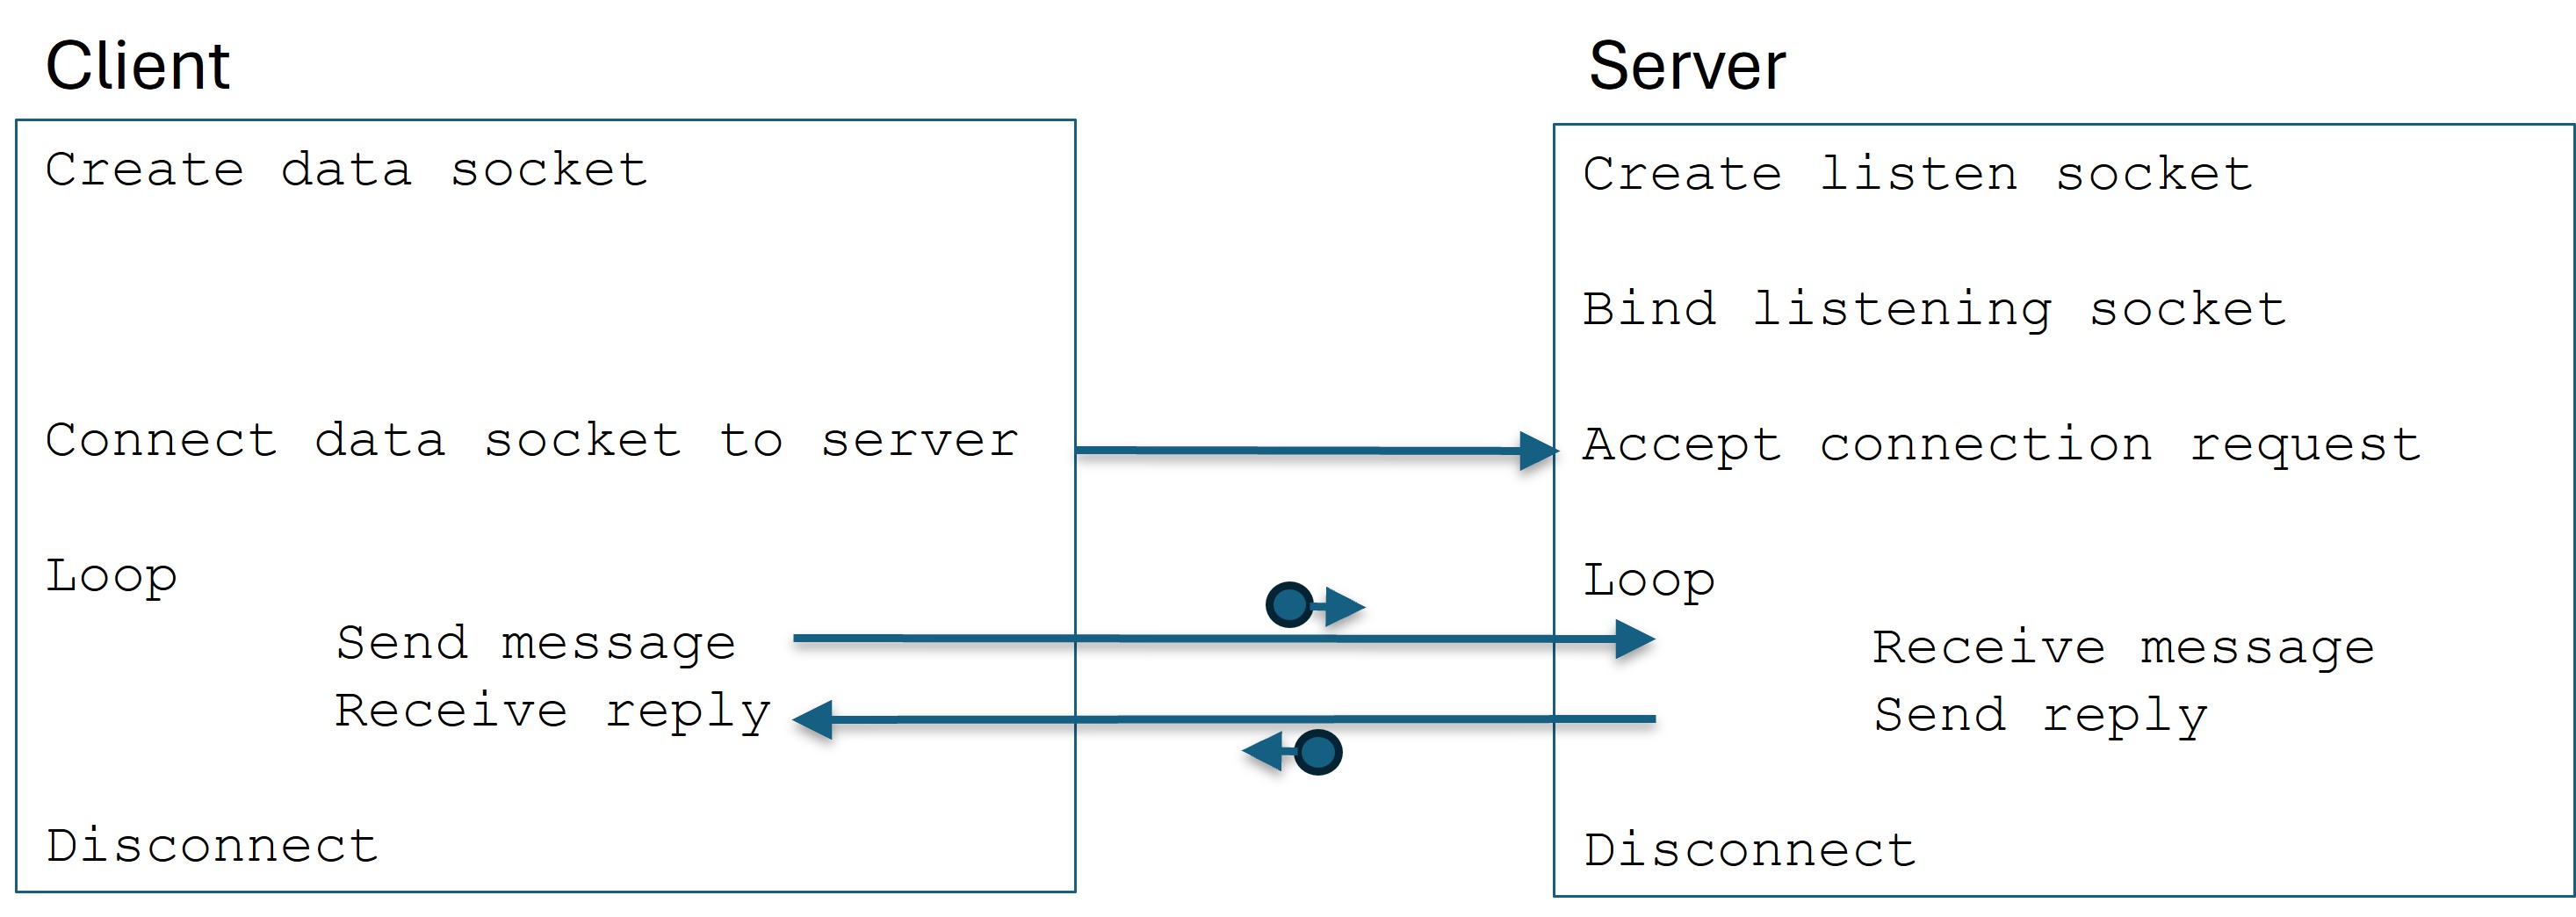 Client
Create data socket
Connect data socket to server
Loop
Send message
Receive reply
Disconnect
Server
Create listen socket
Bind listening socket
Accept connection request
Loop
Receive message
Send reply
Disconnect